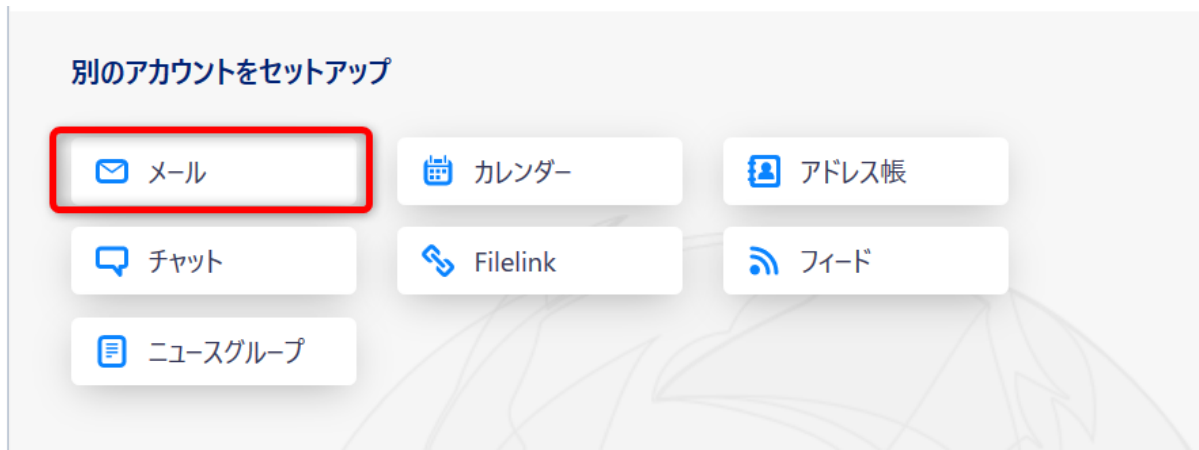 別のアカウントをセットアップ
メール
カレンダー
アドレス帳
チャット
Filelink
フィード
ニュースグループ